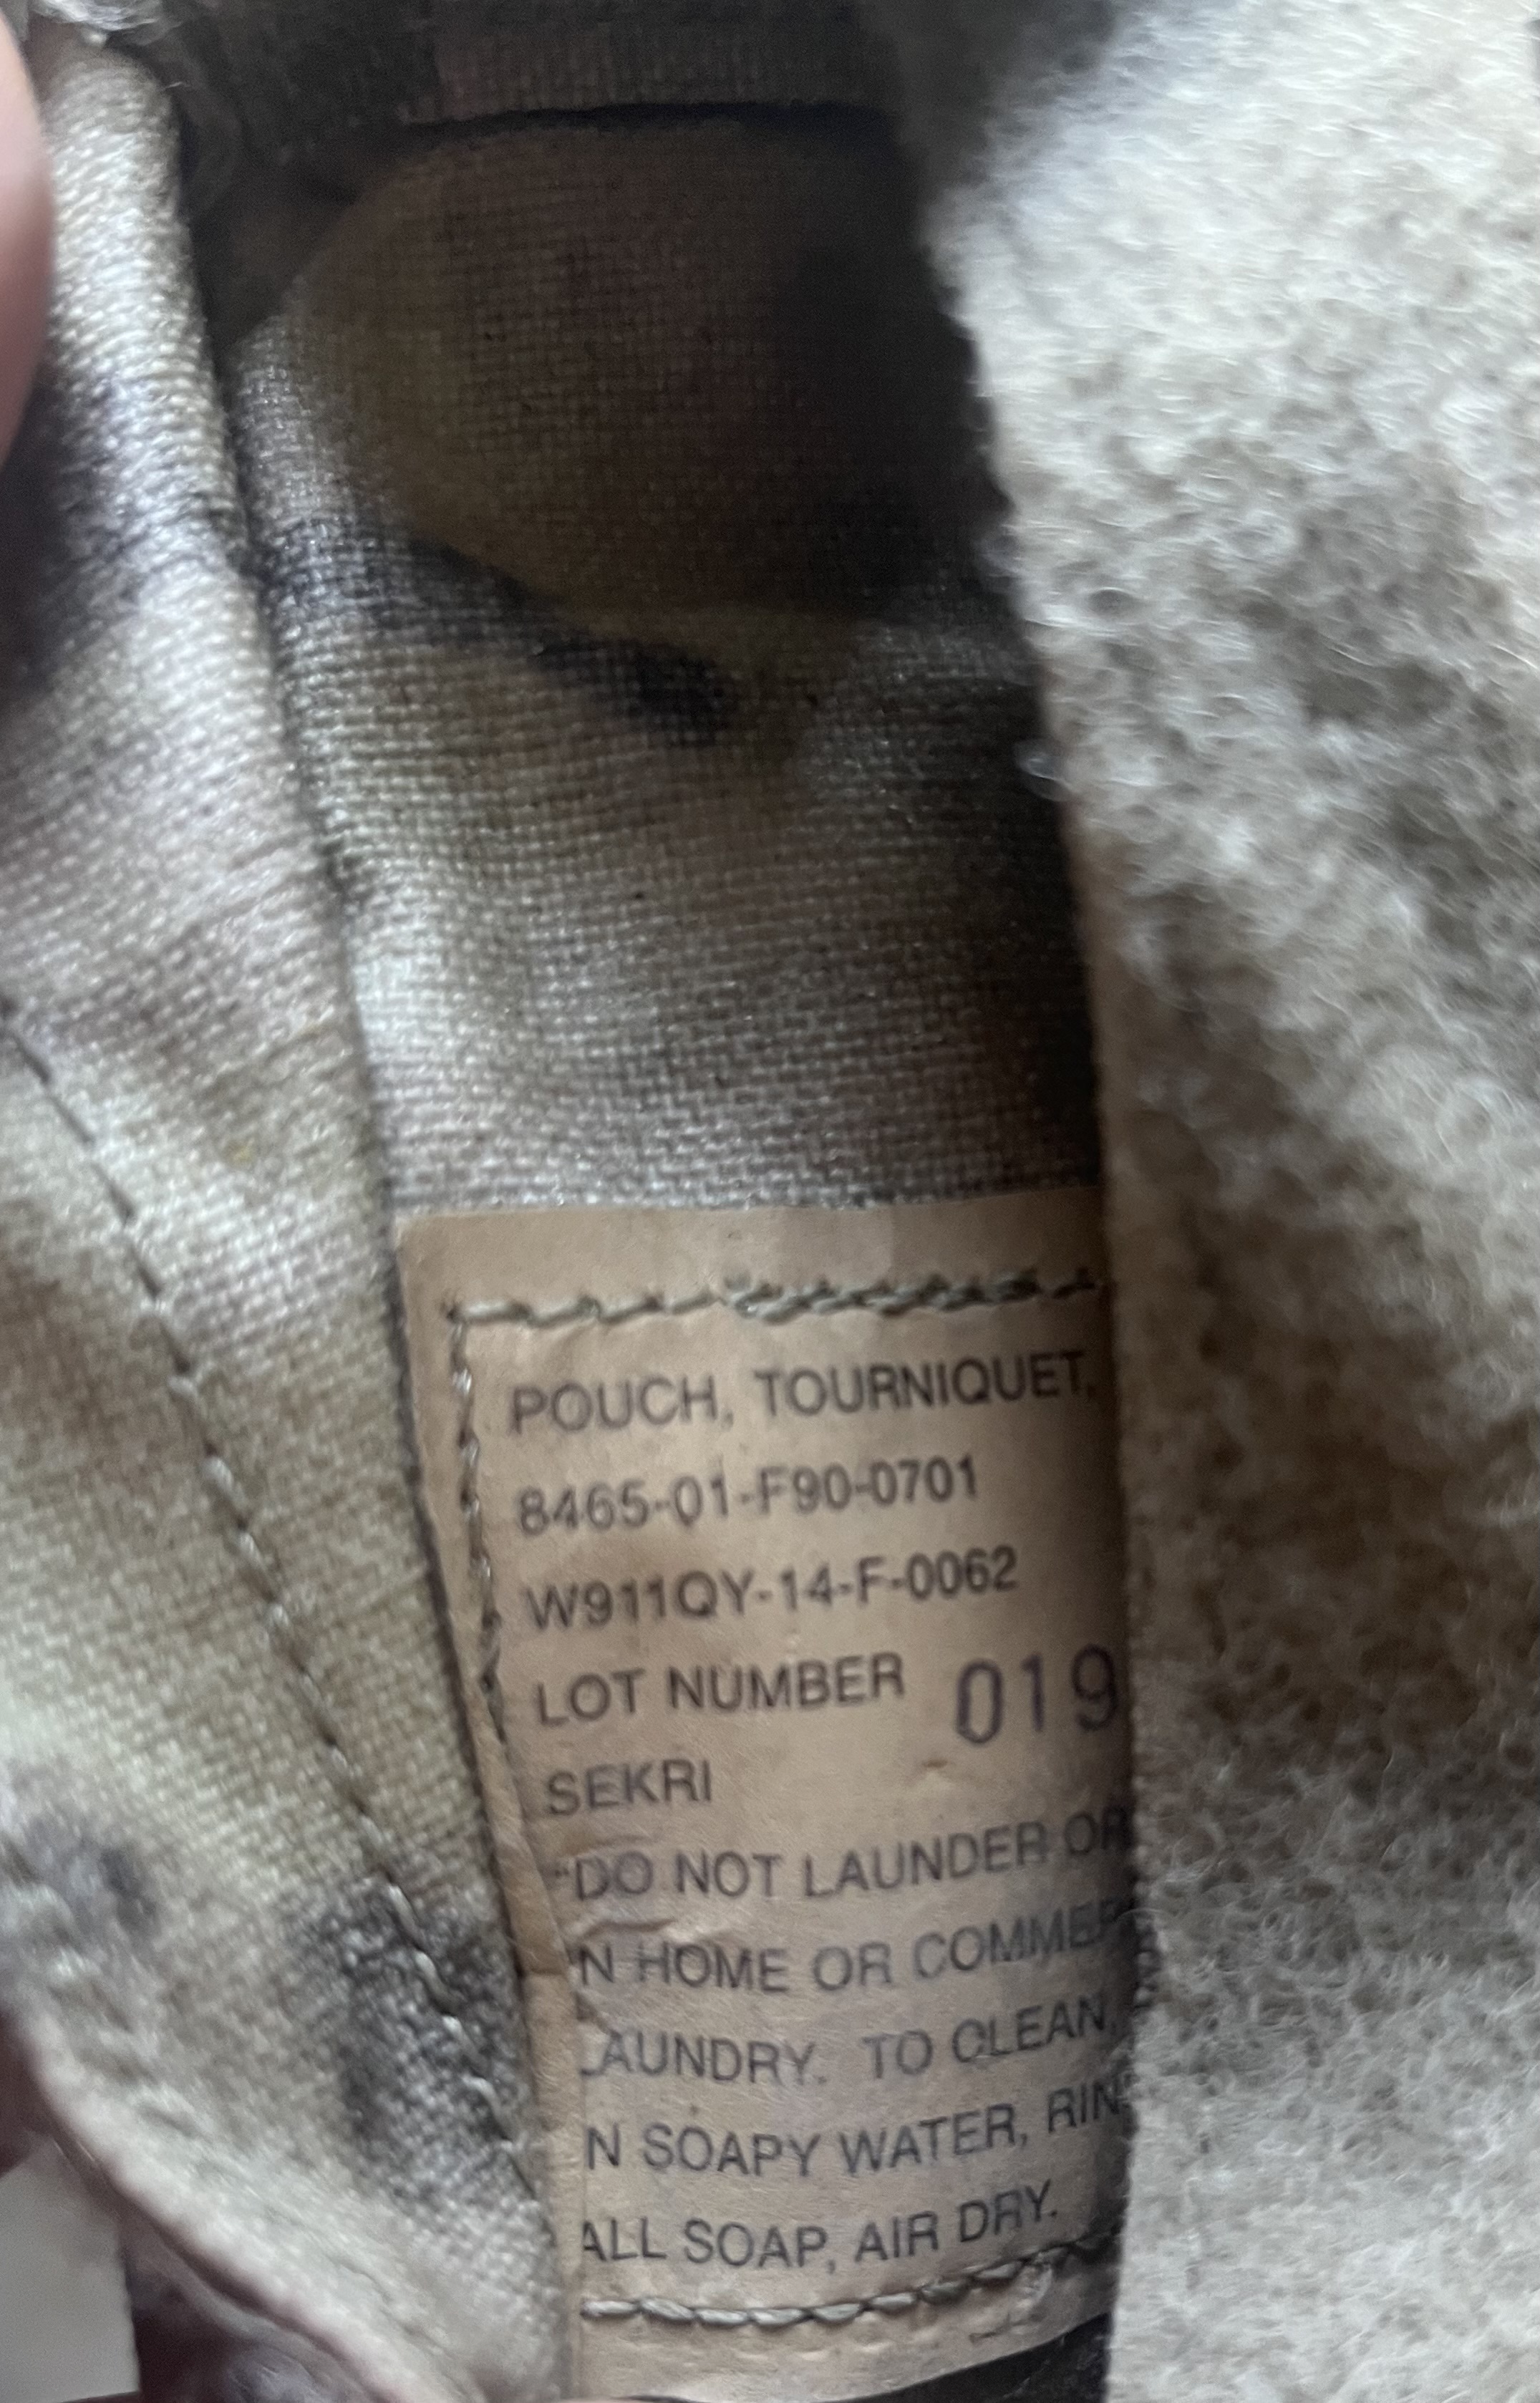 POUCH, TOURNIQUET,
8465-01-F90-0701
W911QY-14-F-0062
LOT NUMBER 019
SEKRI
"DO NOT LAUNDER OR
N HOME OR COMMER
LAUNDRY. TO CLEAN,
N SOAPY WATER, RIN
ALL SOAP, AIR DRY.